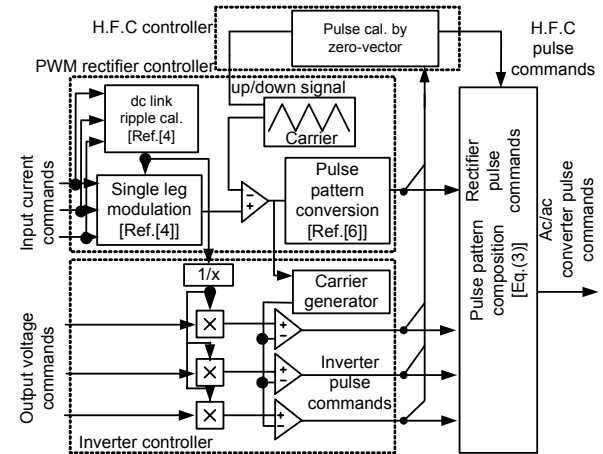 H.F.C controller
Pulse cal. by
zero-vector
H.F.C
pulse
commands
PWM rectifier controller
up/down signal
Carrier
dc link
ripple cal.
[Ref.[4]
Single leg
modulation
[Ref.[4]]
Pulse
pattern
conversion
[Ref.[6]]
Input current
commands
Rectifier
pulse
commands
Pulse pattern
composition
[Eq.(3)]
Ac/ac
converter pulse
commands
1/x
Carrier
generator
Output voltage
commands
Inverter
pulse
commands
Inverter controller